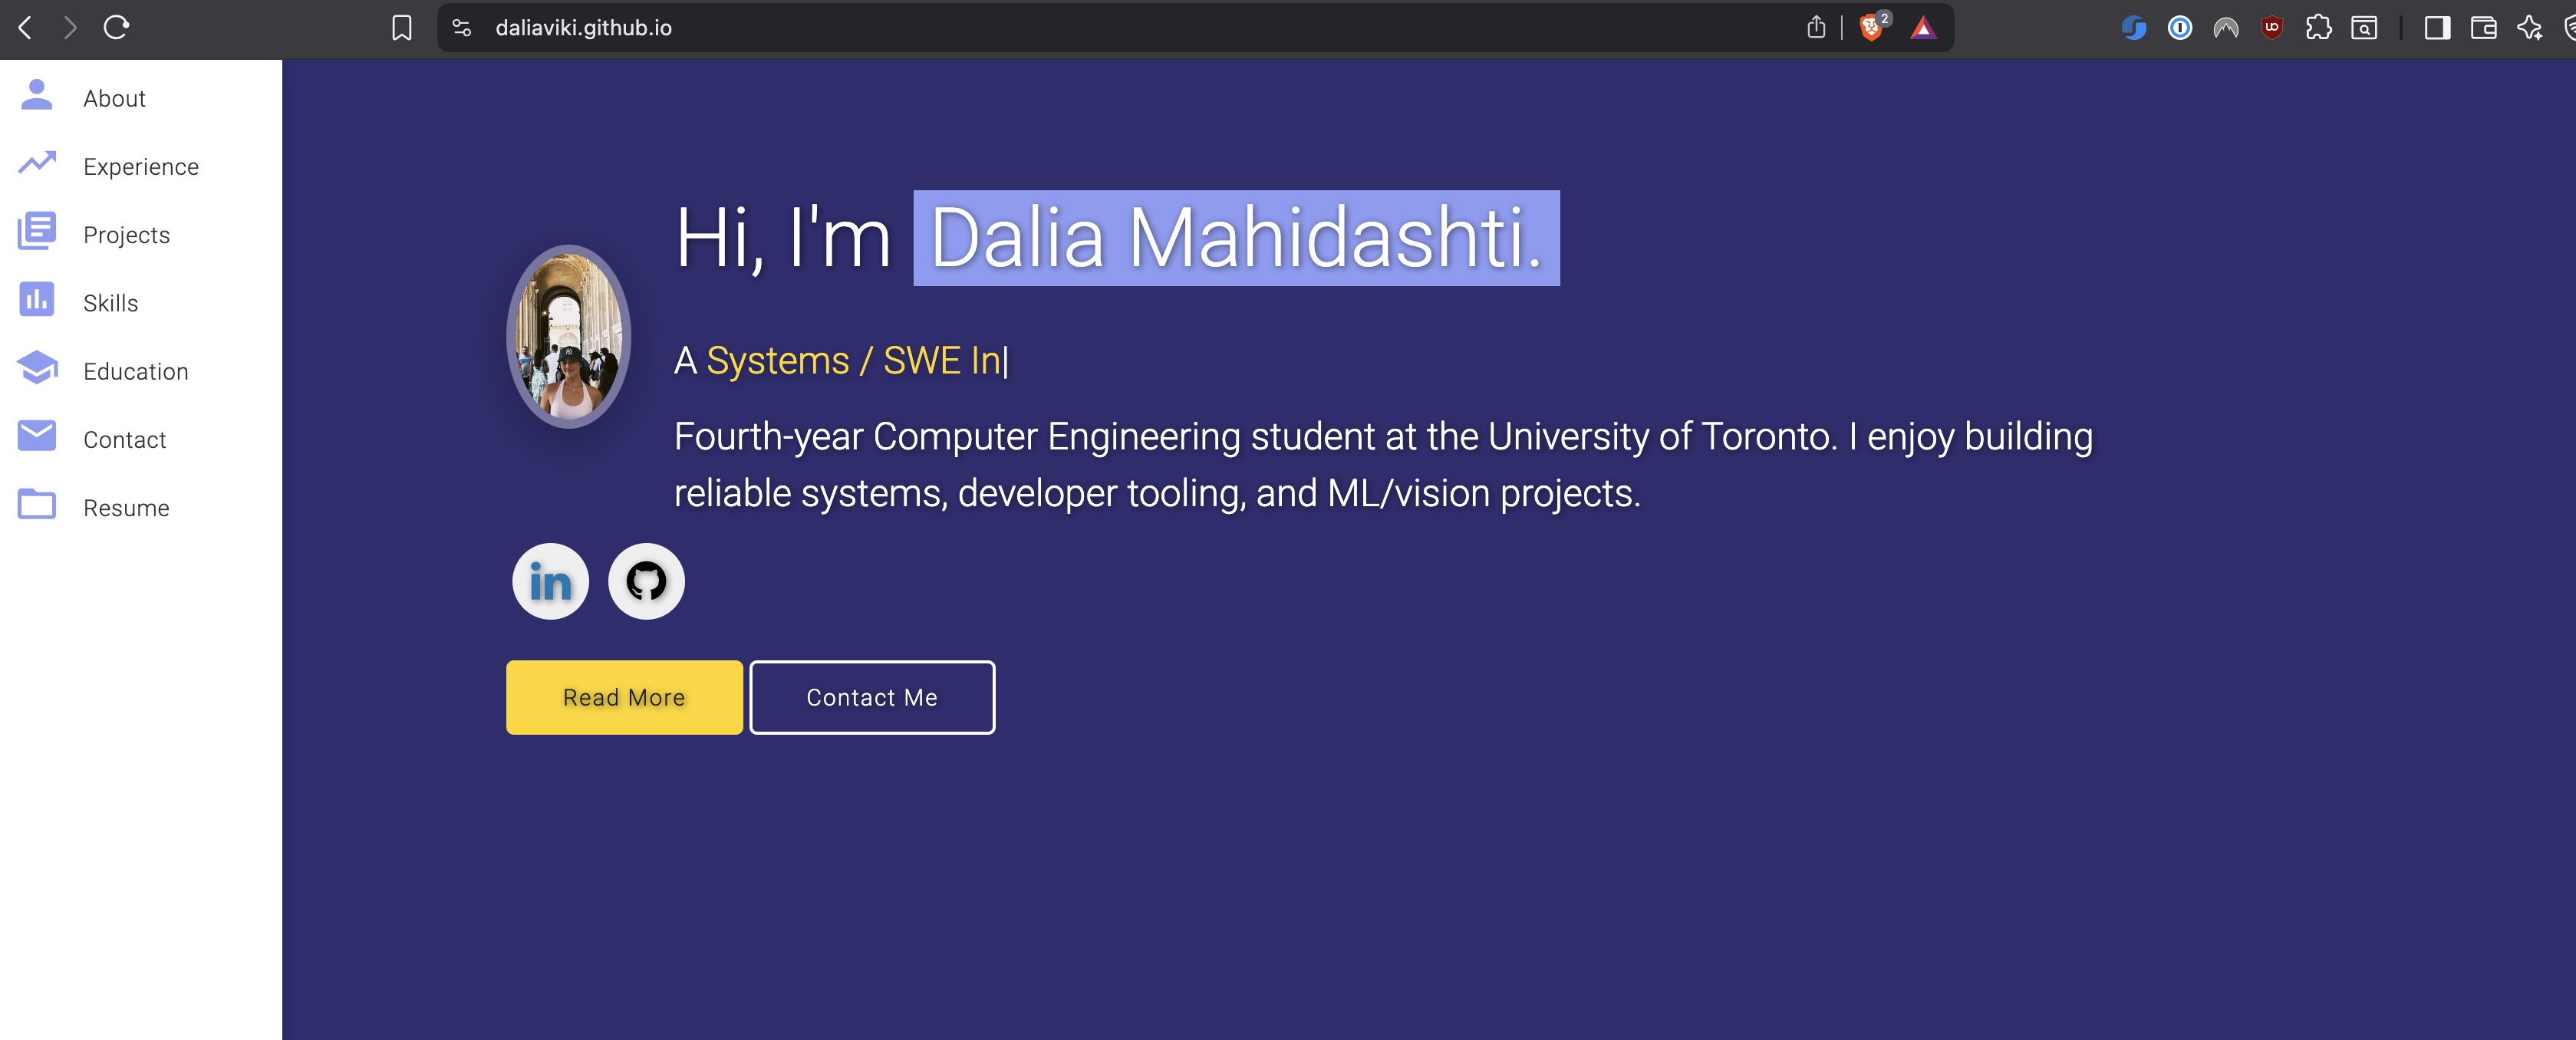 daliaviki.github.io
2
About
Experience
Projects
Skills
Education
Contact
Resume
Hi, I'm Dalia Mahidashti.
A Systems / SWE In|
Fourth-year Computer Engineering student at the University of Toronto. I enjoy building
reliable systems, developer tooling, and ML/vision projects.
in
Read More
Contact Me